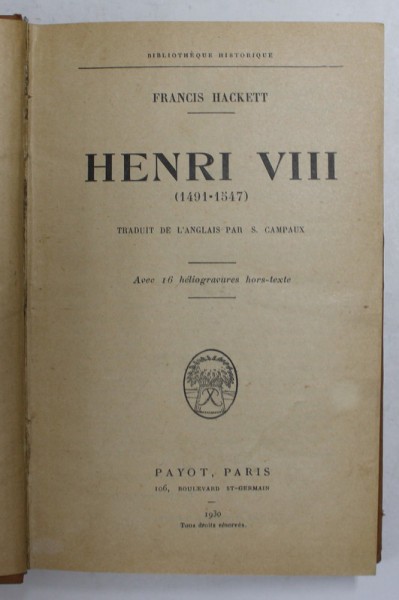 BIBLIOTHÈQUE HISTORIQUE
FRANCIS HACKETT
HENRI VIII
(1491-1547)
TRADUIT DE L'ANGLAIS PAR S. CAMPAUX
Avec 16 héliogravures hors-texte
PAYOT, PARIS
106, BOULEVARD ST-GERMAIN
1930
Tous droits réservés.